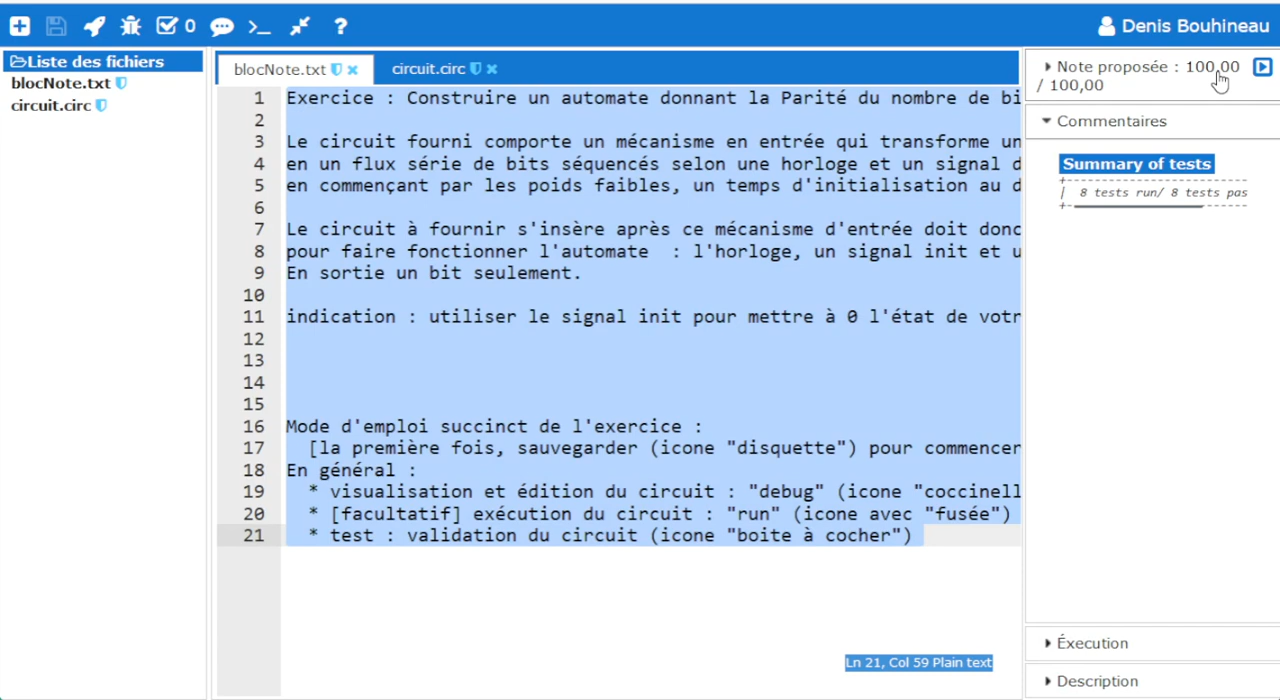 0
?
Denis Bouhineau
Liste des fichiers
blocNote.txt
circuit.circ
blocNote.txt
circuit.circ
1 Exercice : Construire un automate donnant la Parité du nombre de bi
2
3 Le circuit fourni comporte un mécanisme en entrée qui transforme un
4 en un flux série de bits séquencés selon une horloge et un signal d
5 en commençant par les poids faibles, un temps d'initialisation au d
6
7 Le circuit à fournir s'insère après ce mécanisme d'entrée doit donc
8 pour faire fonctionner l'automate  : l'horloge, un signal init et u
9 En sortie un bit seulement.
10
11 indication : utiliser le signal init pour mettre à 0 l'état de votr
12
13
14
15
16 Mode d'emploi succinct de l'exercice :
17   [la première fois, sauvegarder (icone "disquette") pour commencer
18 En général :
19   * visualisation et édition du circuit : "debug" (icone "coccinell
20   * [facultatif] exécution du circuit : "run" (icone avec "fusée")
21   * test : validation du circuit (icone "boite à cocher")
Ln 21, Col 59 Plain text
Note proposée : 100,00
/ 100,00
Commentaires
Summary of tests
+------------------
| 8 tests run/ 8 tests pas
+------------------
Éxecution
Description